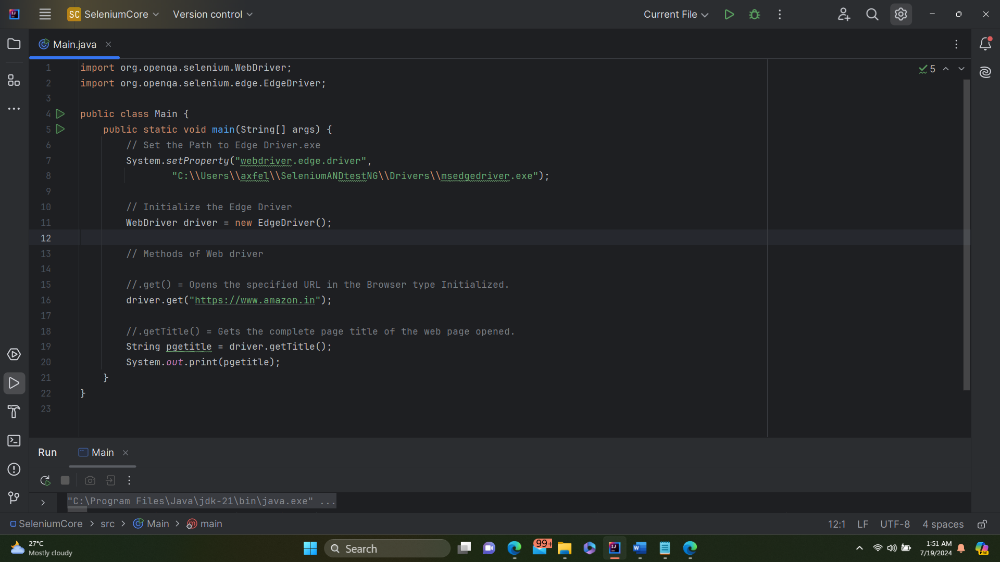 SC SeleniumCore Version control Current File
Main.java
1 import org.openqa.selenium.WebDriver; 5
2 import org.openqa.selenium.edge.EdgeDriver;
3
4 public class Main {
5 public static void main(String[] args) {
6 // Set the Path to Edge Driver.exe
7 System.setProperty("webdriver.edge.driver",
8 "C:\\Users\\axfel\\SeleniumANDtestNG\\Drivers\\msedgedriver.exe");
9
10 // Initialize the Edge Driver
11 WebDriver driver = new EdgeDriver();
12
13 // Methods of Web driver
14
15 //.get() = Opens the specified URL in the Browser type Initialized.
16 driver.get("https://www.amazon.in");
17
18 //.getTitle() = Gets the complete page title of the web page opened.
19 String pgetitle = driver.getTitle();
20 System.out.print(pgetitle);
21 }
22 }
23
Run Main
"C:\Program Files\Java\jdk-21\bin\java.exe" ...
SeleniumCore > src > Main > m main 12:1 LF UTF-8 4 spaces
27°C
Mostly cloudy
Search
99+
1:51 AM
7/19/2024
PRE